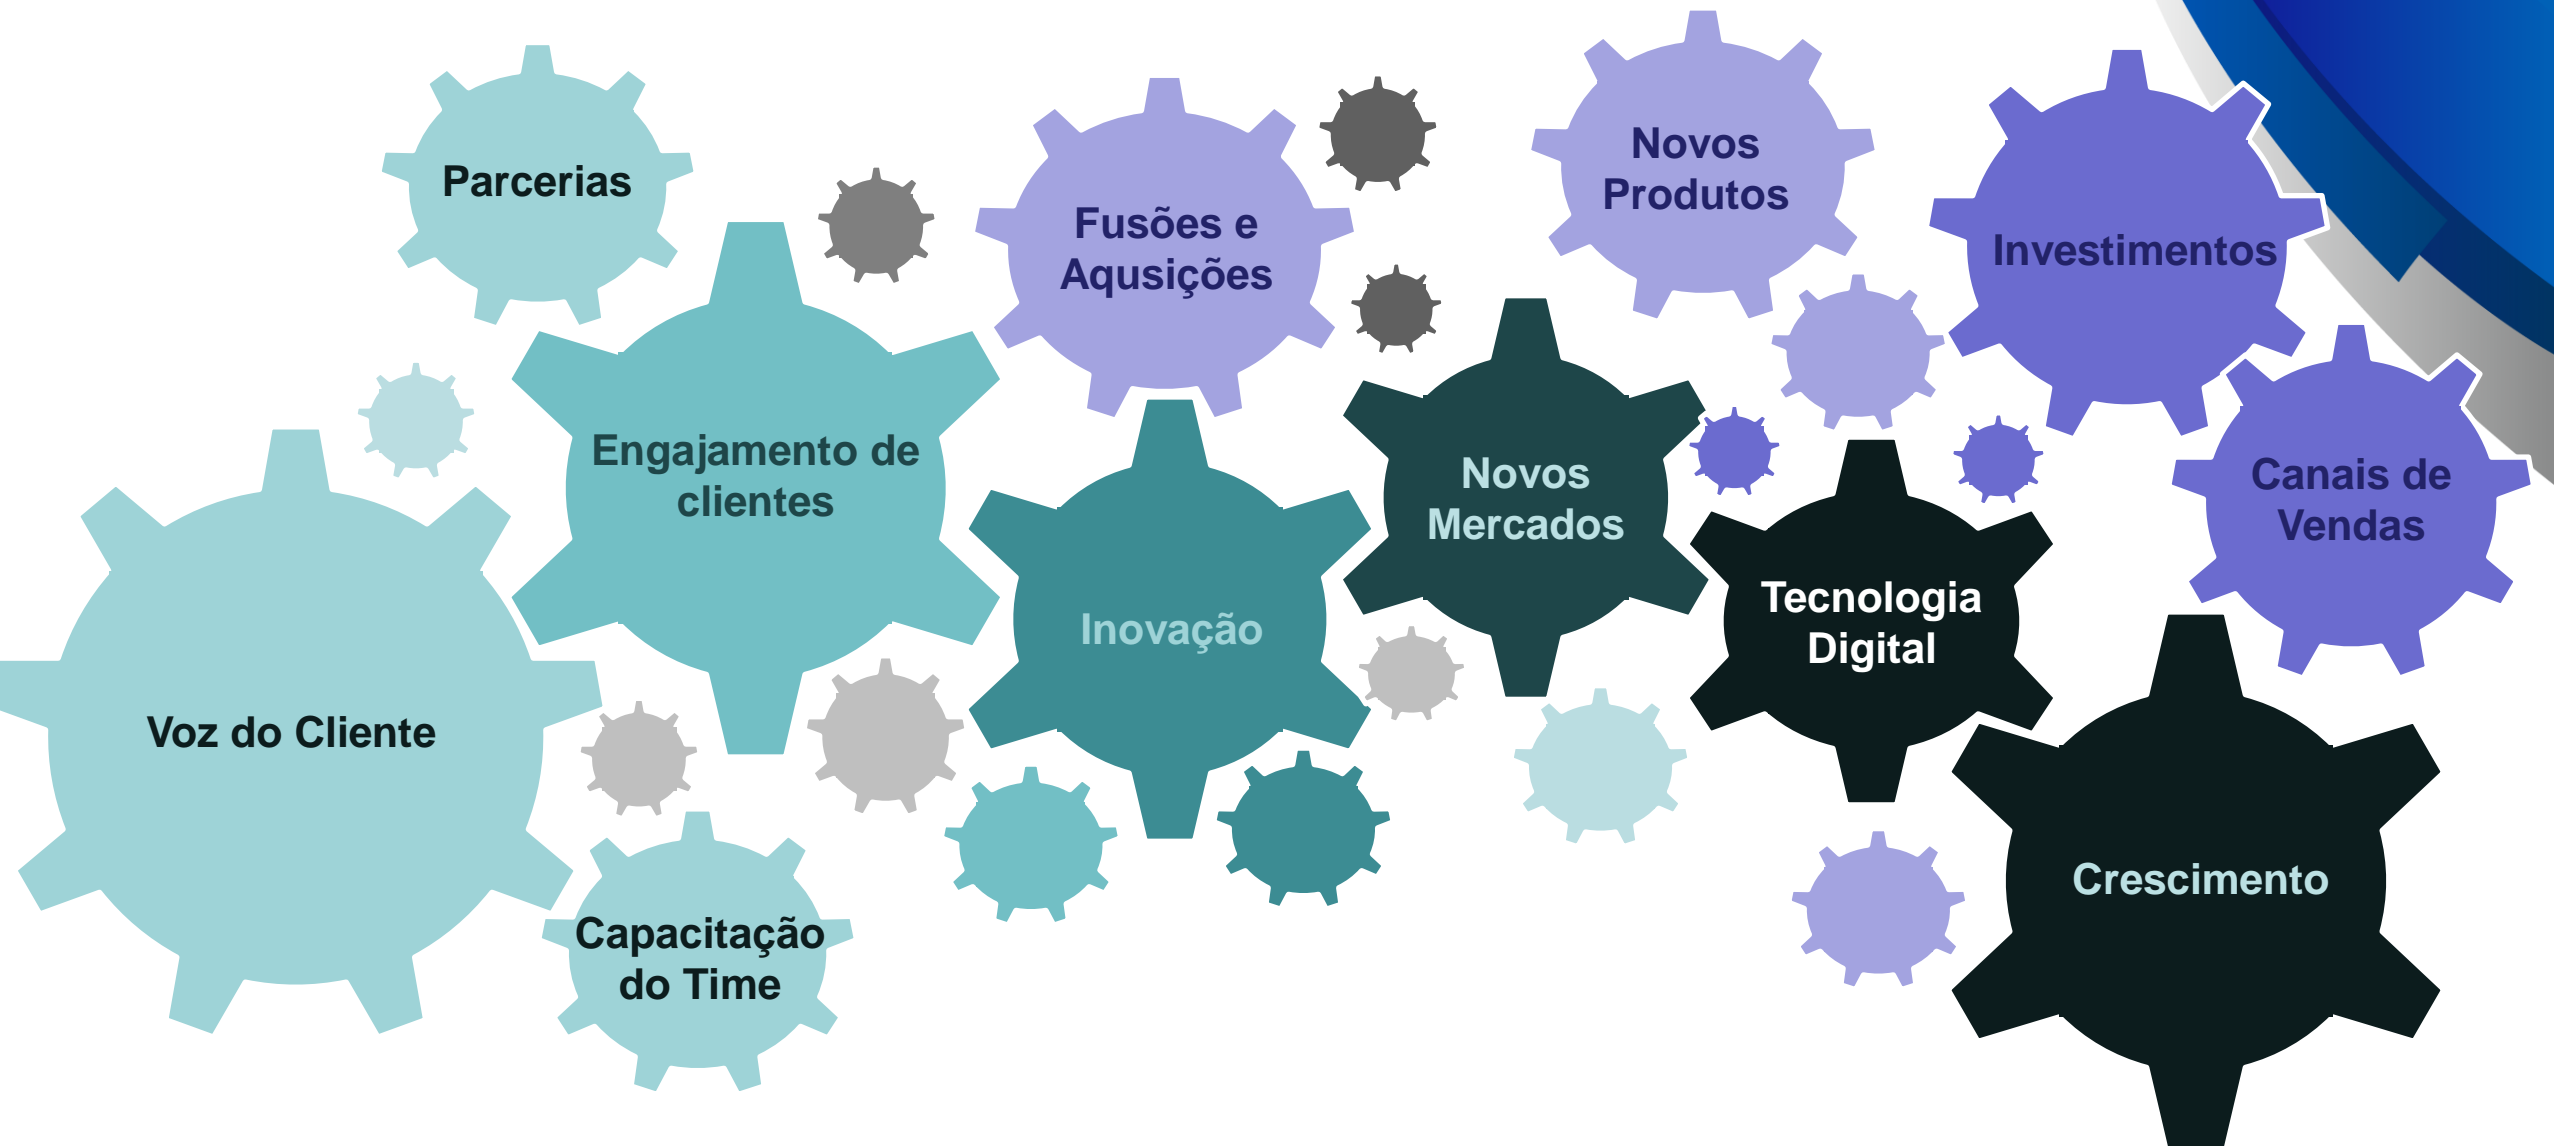 Parcerias
Fusões e
Aqusições
Novos
Produtos
Investimentos
Engajamento de
clientes
Novos
Mercados
Canais de
Vendas
Inovação
Tecnologia
Digital
Voz do Cliente
Crescimento
Capacitação
do Time